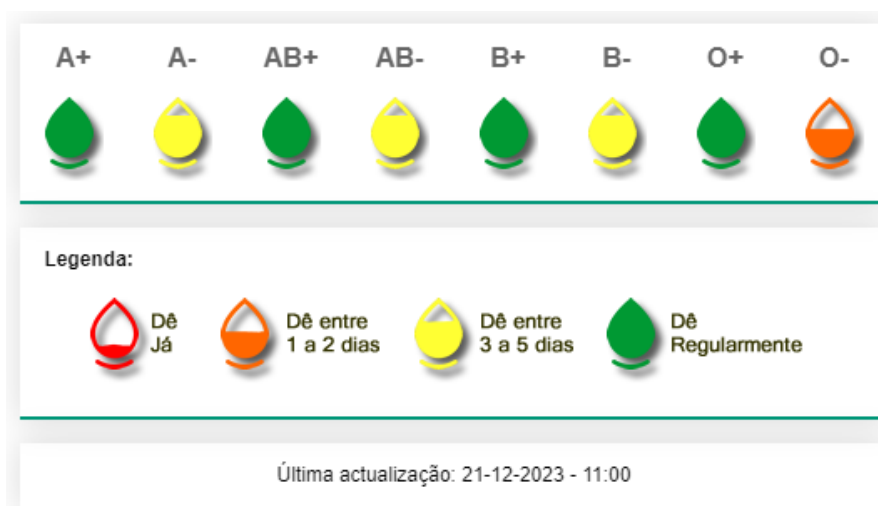 A+ A- AB+ AB- B+ B- O+ O-
Legenda:
Dê Dê entre Dê entre Dê
Já 1 a 2 dias 3 a 5 dias Regularmente
Última actualização: 21-12-2023 - 11:00